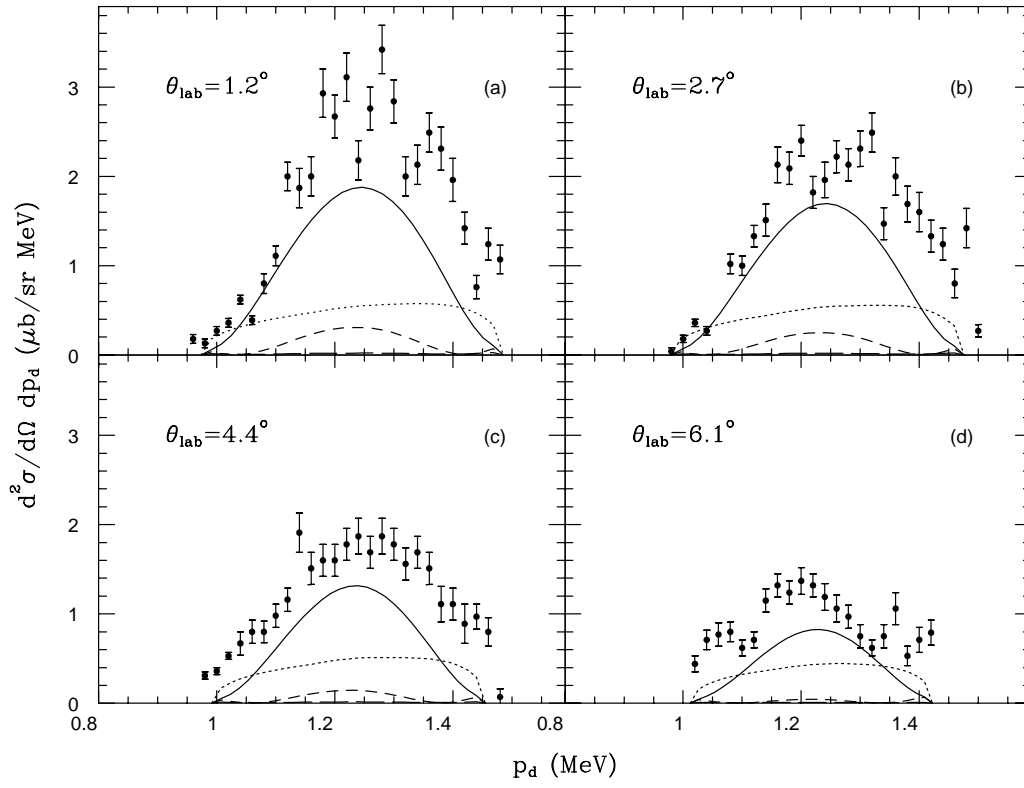 θlab=1.2° (a)
θlab=2.7° (b)
3
2
1
0
θlab=4.4° (c)
θlab=6.1° (d)
3
2
1
0
0.8 1 1.2 1.4 0.8 1 1.2 1.4
d²σ/dΩ dpd (μb/sr MeV)
pd (MeV)